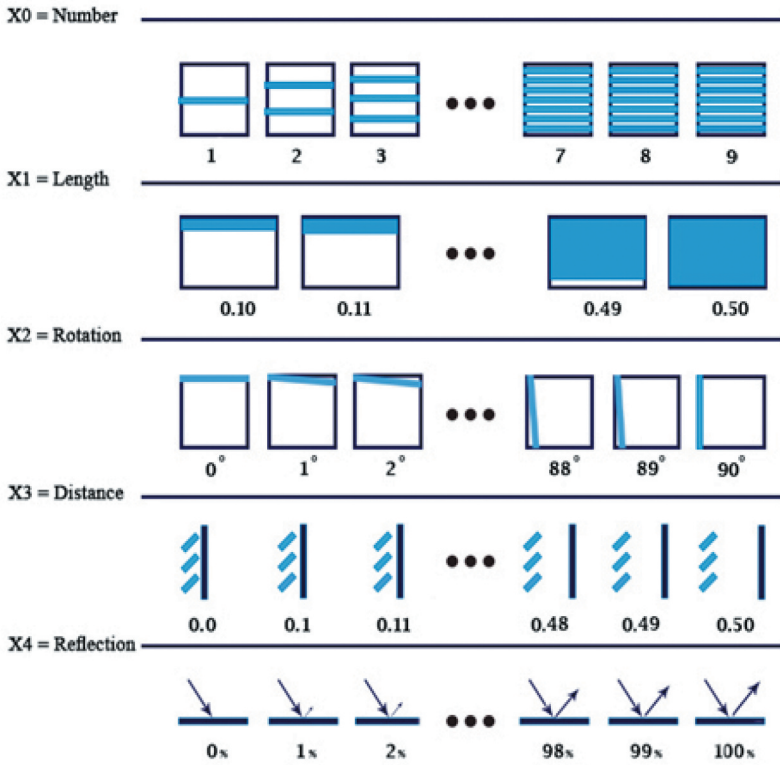 X0 = Number
1 2 3 ●●● 7 8 9
X1 = Length
0.10 0.11 ●●● 0.49 0.50
X2 = Rotation
0° 1° 2° ●●● 88° 89° 90°
X3 = Distance
0.0 0.1 0.11 ●●● 0.48 0.49 0.50
X4 = Reflection
0% 1% 2% ●●● 98% 99% 100%